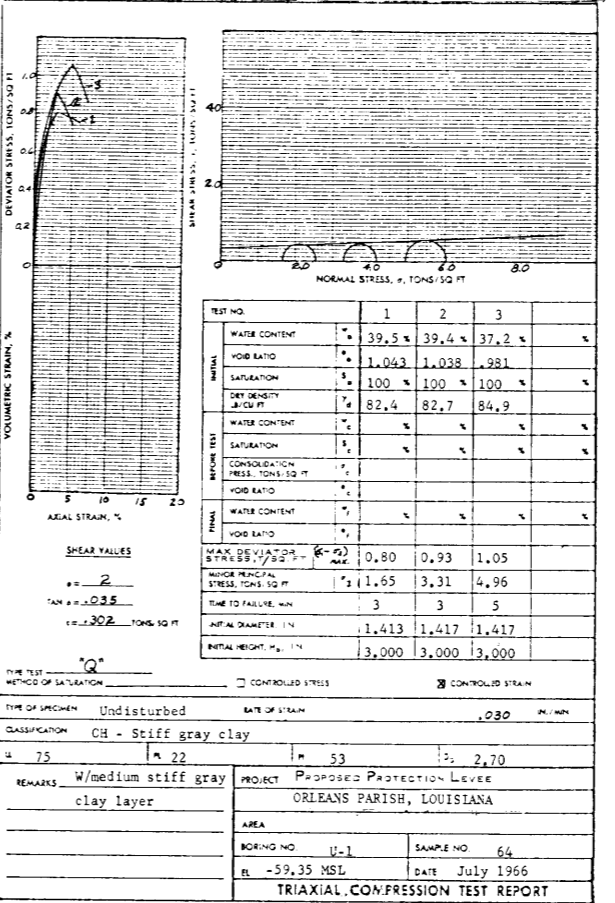 DEVIATOR STRESS, TONS/SQ FT
1.0
0.8
0.6
0.4
0.2
0
3
2
1
VOLUMETRIC STRAIN, %
0 5 10 15 20
AXIAL STRAIN, %
SHEAR STRESS, τ, TONS/SQ FT
4.0
2.0
0
2.0 4.0 6.0 8.0
NORMAL STRESS, σ, TONS/SQ FT
TEST NO. 1 2 3
INITIAL
WATER CONTENT 39.5 % 39.4 % 37.2 % %
VOID RATIO 1.043 1.038 .981
SATURATION 100 % 100 % 100 % %
DRY DENSITY LB/CU FT 82.4 82.7 84.9
BEFORE TEST
WATER CONTENT % % % %
SATURATION % % % %
CONSOLIDATION PRESS., TONS/SQ FT
VOID RATIO
FINAL
WATER CONTENT % % % %
VOID RATIO
MAX DEVIATOR STRESS, T/SQ.FT MAX. 0.80 0.93 1.05
MINOR PRINCIPAL STRESS, TONS/SQ FT 1.65 3.31 4.96
TIME TO FAILURE, MIN 3 3 5
INITIAL DIAMETER, IN 1.413 1.417 1.417
INITIAL HEIGHT, H₀, IN 3.000 3.000 3.000
SHEAR VALUES
ø = 2
TAN ø = .035
c = .302 TONS/SQ FT
TYPE TEST "Q"
METHOD OF SATURATION
CONTROLLED STRESS
CONTROLLED STRAIN
TYPE OF SPECIMEN Undisturbed RATE OF STRAIN .030 IN./MIN
CLASSIFICATION CH - Stiff gray clay
LL 75 PL 22 PI 53 2.70
REMARKS W/medium stiff gray
clay layer
PROJECT PROPOSED PROTECTION LEVEE
ORLEANS PARISH, LOUISIANA
AREA
BORING NO. U-1 SAMPLE NO. 64
EL -59.35 MSL DATE July 1966
TRIAXIAL COMPRESSION TEST REPORT